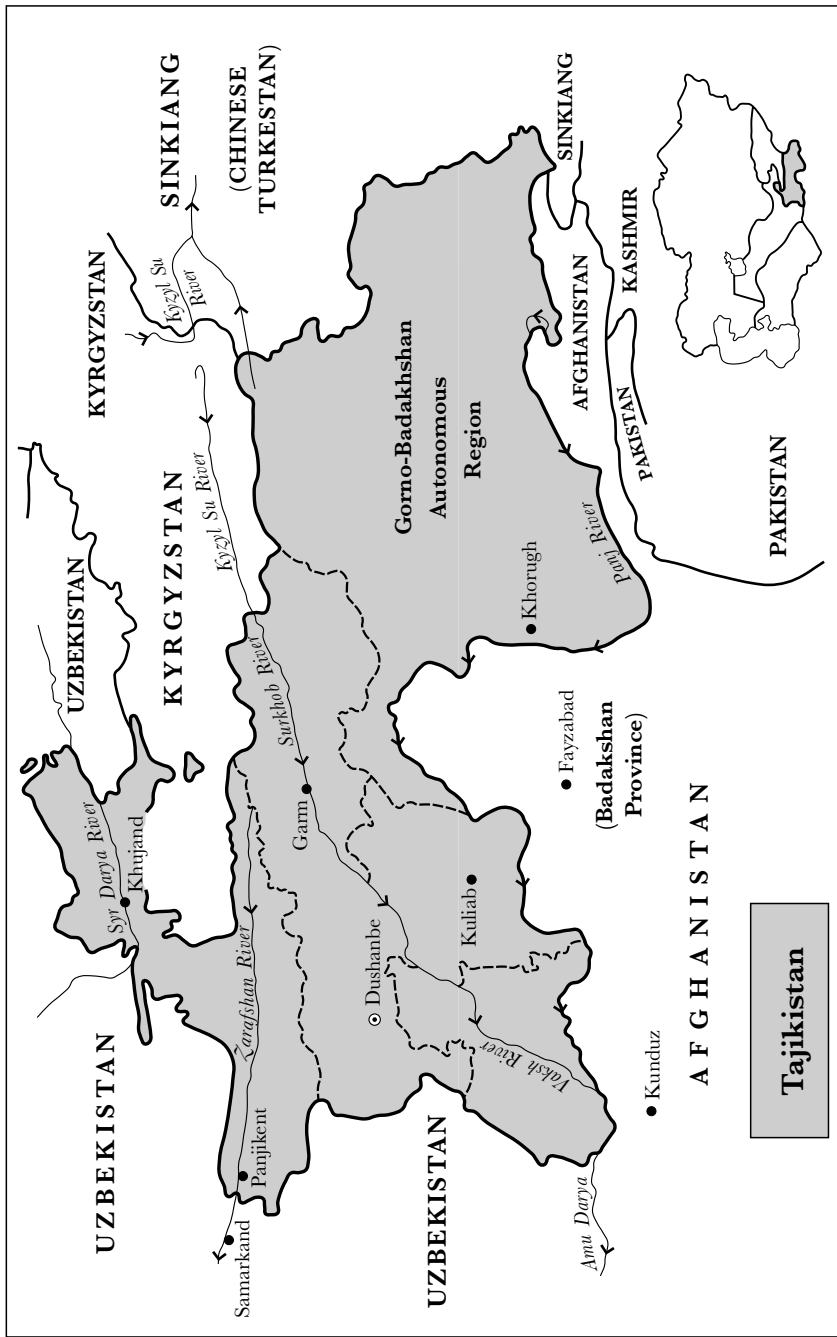 UZBEKISTAN
UZBEKISTAN
KYRGYZSTAN
KYRGYZSTAN
SINKIANG
(CHINESE
TURKESTAN)
Syr Darya River
Khujand
Kyzyl Su
River
Kyzyl Su River
Samarkand
Panjikent
Zarafshan River
Surkhob River
Garm
Dushanbe
Gorno-Badakhshan
Autonomous
Region
UZBEKISTAN
Kuliab
Vaksh River
Khorugh
Panj River
AFGHANISTAN
SINKIANG
Fayzabad
(Badakshan
Province)
Amu Darya
Kunduz
PAKISTAN
KASHMIR
AFGHANISTAN
PAKISTAN
Tajikistan